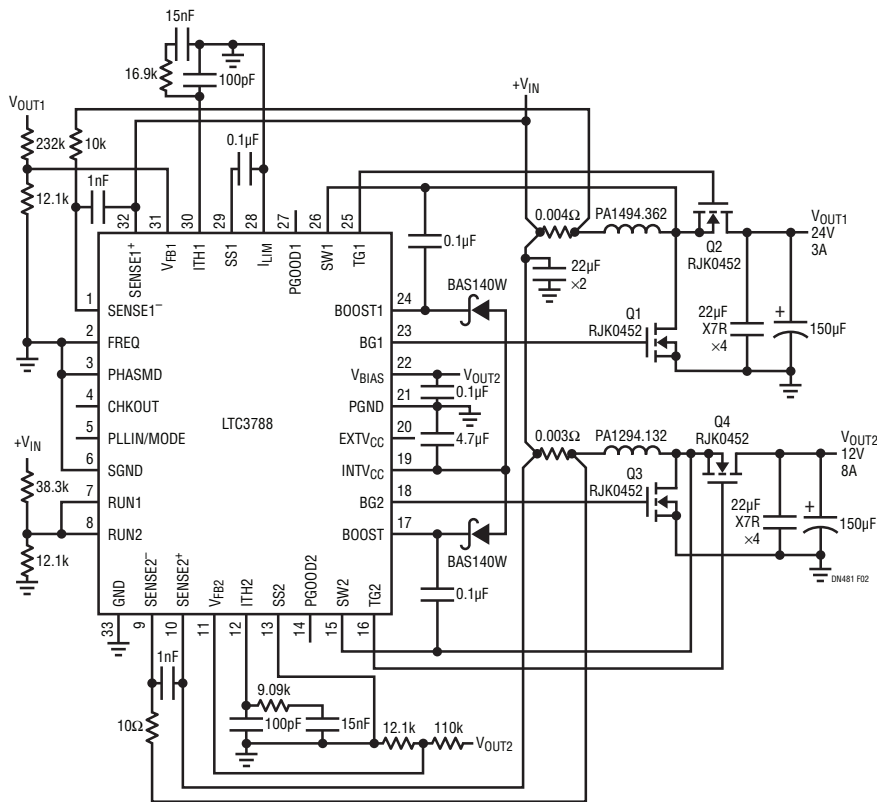 15nF
16.9k
100pF
+VIN
VOUT1
232k
10k
0.1µF
12.1k
1nF
32
31
30
29
28
27
26
25
SENSE1+
VFB1
ITH1
SS1
ILIM
PGOOD1
SW1
TG1
0.1µF
0.004Ω
PA1494.362
Q2
RJK0452
VOUT1
24V
3A
22µF
×2
BAS140W
Q1
RJK0452
22µF
X7R
×4
+
150µF
1
SENSE1–
2
FREQ
3
PHASMD
4
CHKOUT
5
PLLIN/MODE
6
SGND
7
RUN1
8
RUN2
LTC3788
BOOST1
24
BG1
23
VBIAS
22
VOUT2
0.1µF
PGND
21
EXTVCC
20
4.7µF
INTVCC
19
BG2
18
BOOST
17
+VIN
38.3k
12.1k
0.003Ω
PA1294.132
Q4
RJK0452
VOUT2
12V
8A
Q3
RJK0452
22µF
X7R
×4
+
150µF
DN481 F02
BAS140W
0.1µF
GND
SENSE2–
SENSE2+
VFB2
ITH2
SS2
PGOOD2
SW2
TG2
33
9
10
11
12
13
14
15
16
1nF
10Ω
9.09k
100pF
15nF
12.1k
110k
VOUT2